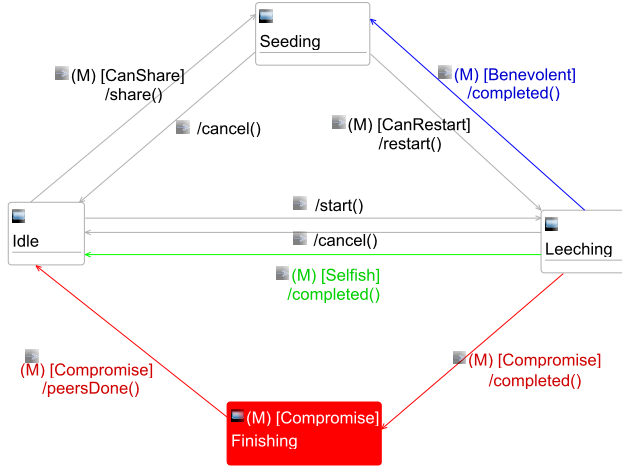 Seeding
(M) [CanShare]
/share()
(M) [Benevolent]
/completed()
/cancel()
(M) [CanRestart]
/restart()
/start()
Idle
/cancel()
Leeching
(M) [Selfish]
/completed()
(M) [Compromise]
/peersDone()
(M) [Compromise]
/completed()
(M) [Compromise]
Finishing